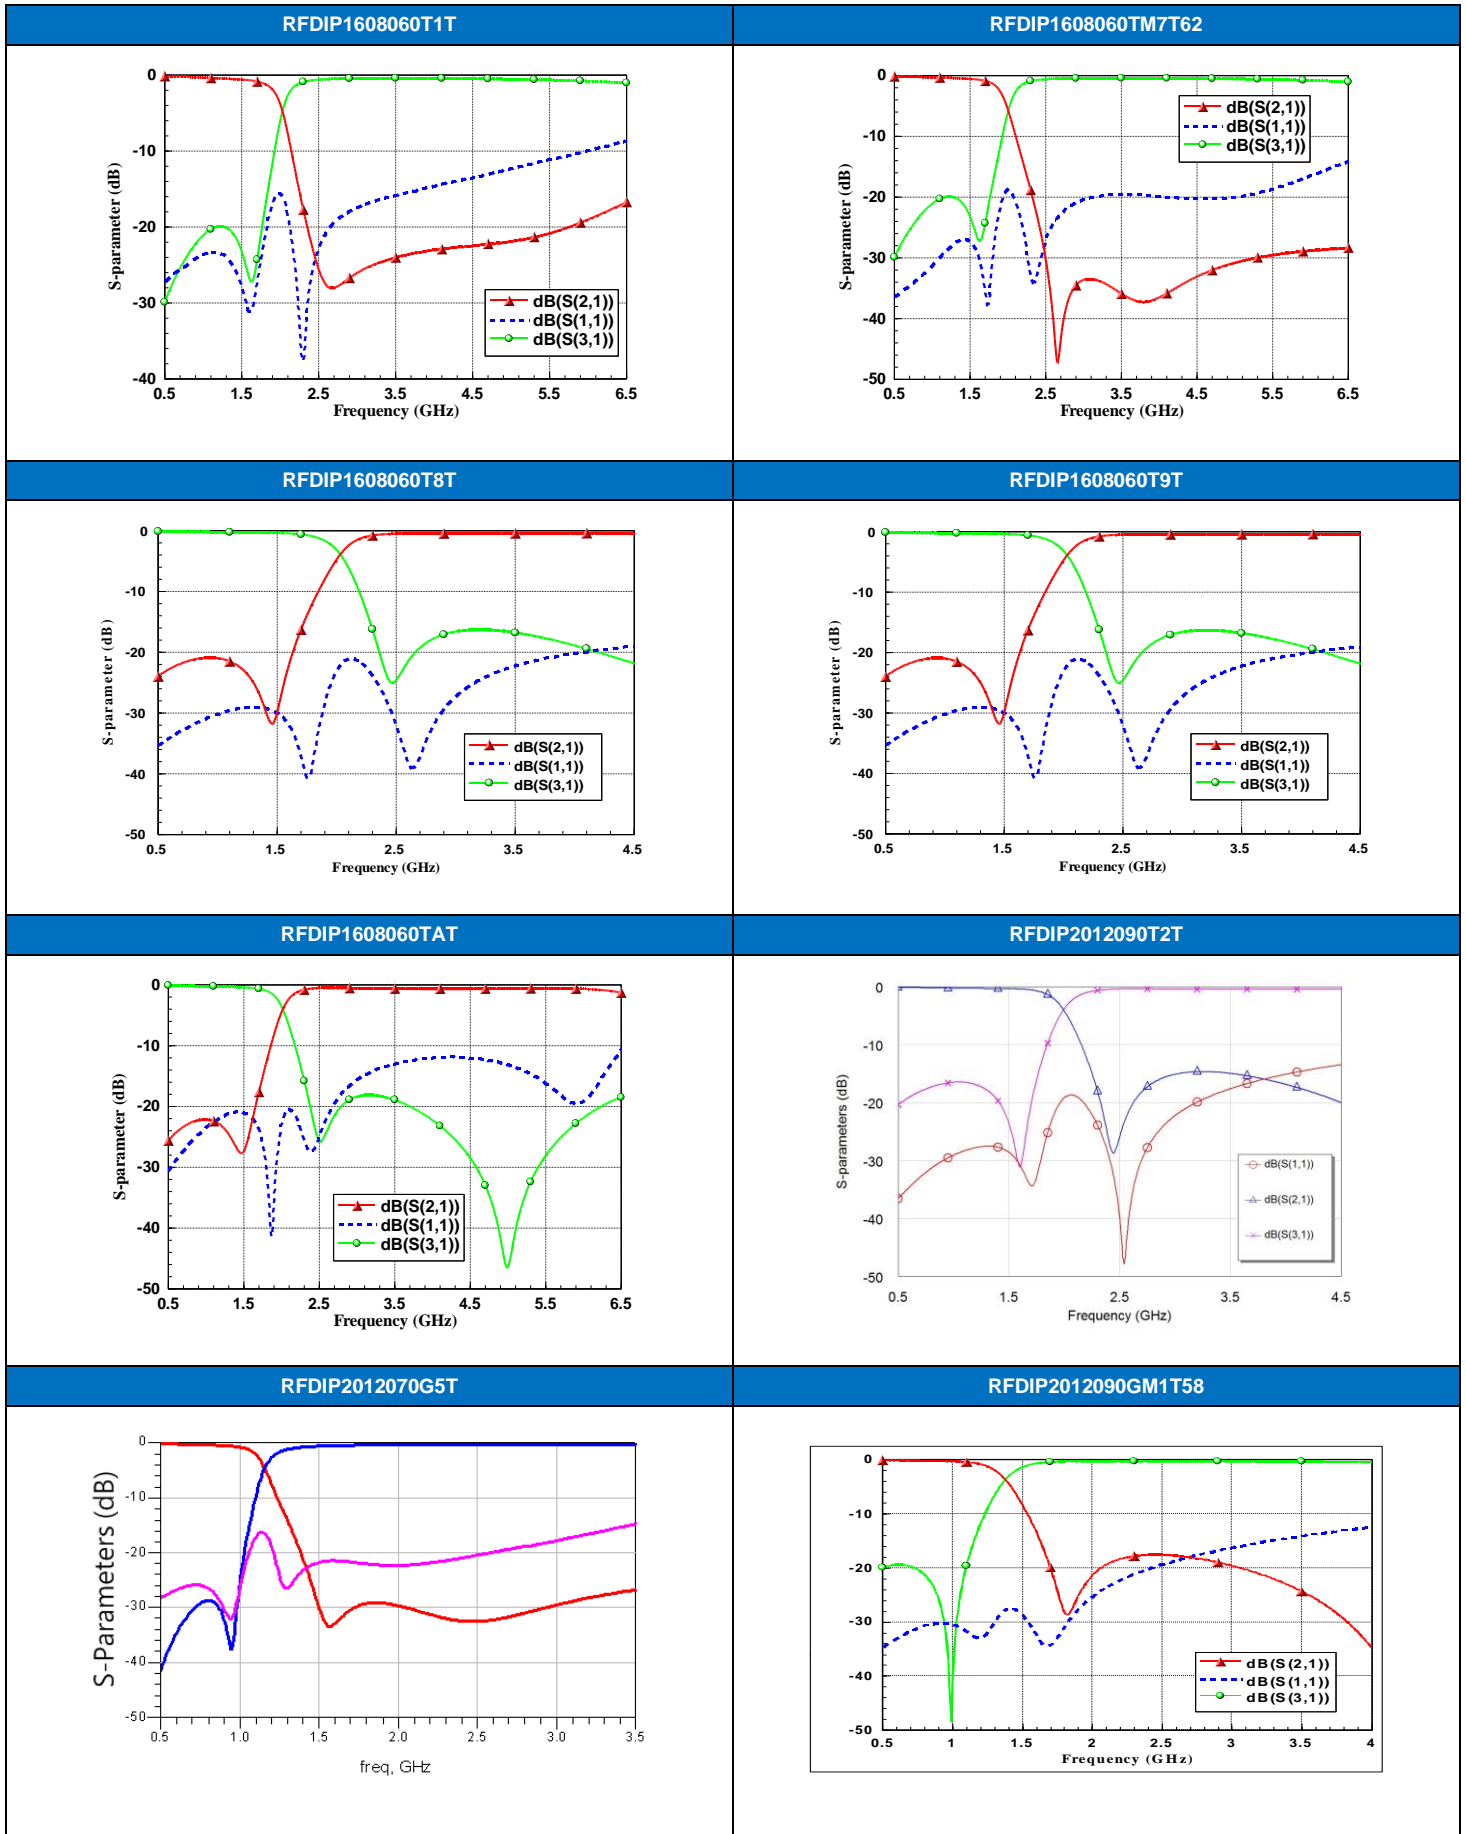 RFDIP1608060T1T
0
-10
-20
-30
-40
S-parameter (dB)
dB(S(2,1))
dB(S(1,1))
dB(S(3,1))
0.5 1.5 2.5 3.5 4.5 5.5 6.5
Frequency (GHz)
RFDIP1608060TM7T62
0
-10
-20
-30
-40
-50
S-parameter (dB)
dB(S(2,1))
dB(S(1,1))
dB(S(3,1))
0.5 1.5 2.5 3.5 4.5 5.5 6.5
Frequency (GHz)
RFDIP1608060T8T
0
-10
-20
-30
-40
-50
S-parameter (dB)
dB(S(2,1))
dB(S(1,1))
dB(S(3,1))
0.5 1.5 2.5 3.5 4.5
Frequency (GHz)
RFDIP1608060T9T
0
-10
-20
-30
-40
-50
S-parameter (dB)
dB(S(2,1))
dB(S(1,1))
dB(S(3,1))
0.5 1.5 2.5 3.5 4.5
Frequency (GHz)
RFDIP1608060TAT
0
-10
-20
-30
-40
-50
S-parameter (dB)
dB(S(2,1))
dB(S(1,1))
dB(S(3,1))
0.5 1.5 2.5 3.5 4.5 5.5 6.5
Frequency (GHz)
RFDIP2012090T2T
0
-10
-20
-30
-40
-50
S-parameters (dB)
dB(S(1,1))
dB(S(2,1))
dB(S(3,1))
0.5 1.5 2.5 3.5 4.5
Frequency (GHz)
RFDIP2012070G5T
0
-10
-20
-30
-40
-50
S-Parameters (dB)
0.5 1.0 1.5 2.0 2.5 3.0 3.5
freq, GHz
RFDIP2012090GM1T58
0
-10
-20
-30
-40
-50
dB(S(2,1))
dB(S(1,1))
dB(S(3,1))
0.5 1 1.5 2 2.5 3 3.5 4
Frequency (GHz)